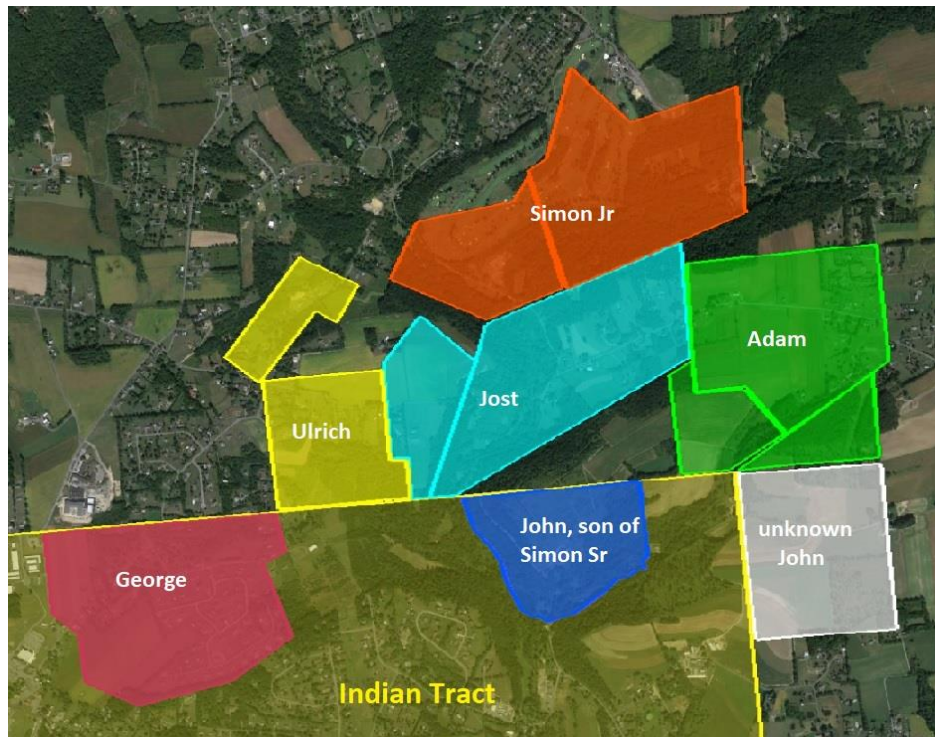 Simon Jr
Adam
Jost
Ulrich
John, son of
Simon Sr
unknown
John
George
Indian Tract